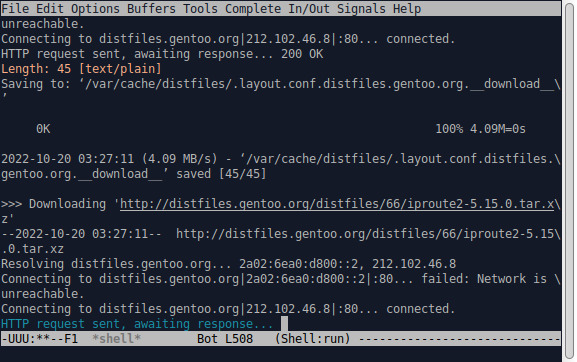 File Edit Options Buffers Tools Complete In/Out Signals Help
unreachable.
Connecting to distfiles.gentoo.org|212.102.46.8|:80... connected.
HTTP request sent, awaiting response... 200 OK
Length: 45 [text/plain]
Saving to: ‘/var/cache/distfiles/.layout.conf.distfiles.gentoo.org.__download__\
’
0K 100% 4.09M=0s
2022-10-20 03:27:11 (4.09 MB/s) - ‘/var/cache/distfiles/.layout.conf.distfiles.\
gentoo.org.__download__’ saved [45/45]
>>> Downloading 'http://distfiles.gentoo.org/distfiles/66/iproute2-5.15.0.tar.x\
z'
--2022-10-20 03:27:11--  http://distfiles.gentoo.org/distfiles/66/iproute2-5.15\
.0.tar.xz
Resolving distfiles.gentoo.org... 2a02:6ea0:d800::2, 212.102.46.8
Connecting to distfiles.gentoo.org|2a02:6ea0:d800::2|:80... failed: Network is \
unreachable.
Connecting to distfiles.gentoo.org|212.102.46.8|:80... connected.
HTTP request sent, awaiting response...
-UUU:**--F1  *shell*        Bot L508   (Shell:run) -----------------------------